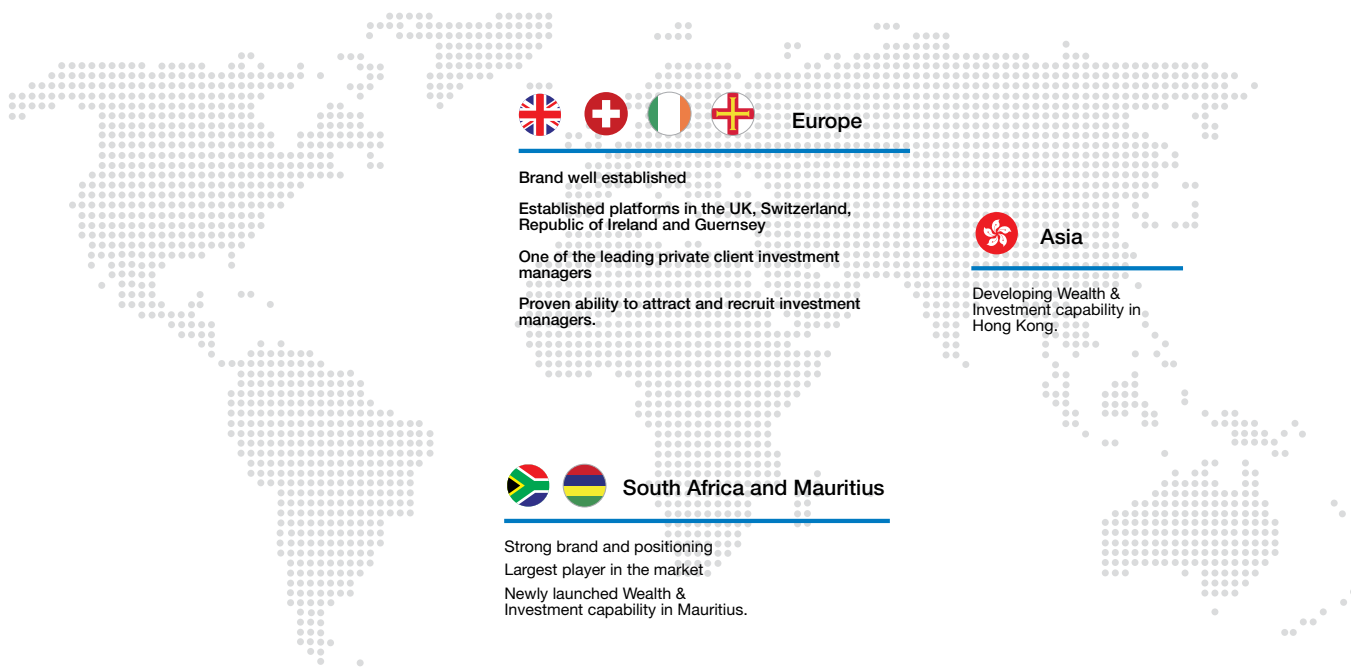 Europe
Brand well established
Established platforms in the UK, Switzerland,
Republic of Ireland and Guernsey
One of the leading private client investment
managers
Proven ability to attract and recruit investment
managers.
Asia
Developing Wealth &
Investment capability in
Hong Kong.
South Africa and Mauritius
Strong brand and positioning
Largest player in the market
Newly launched Wealth &
Investment capability in Mauritius.